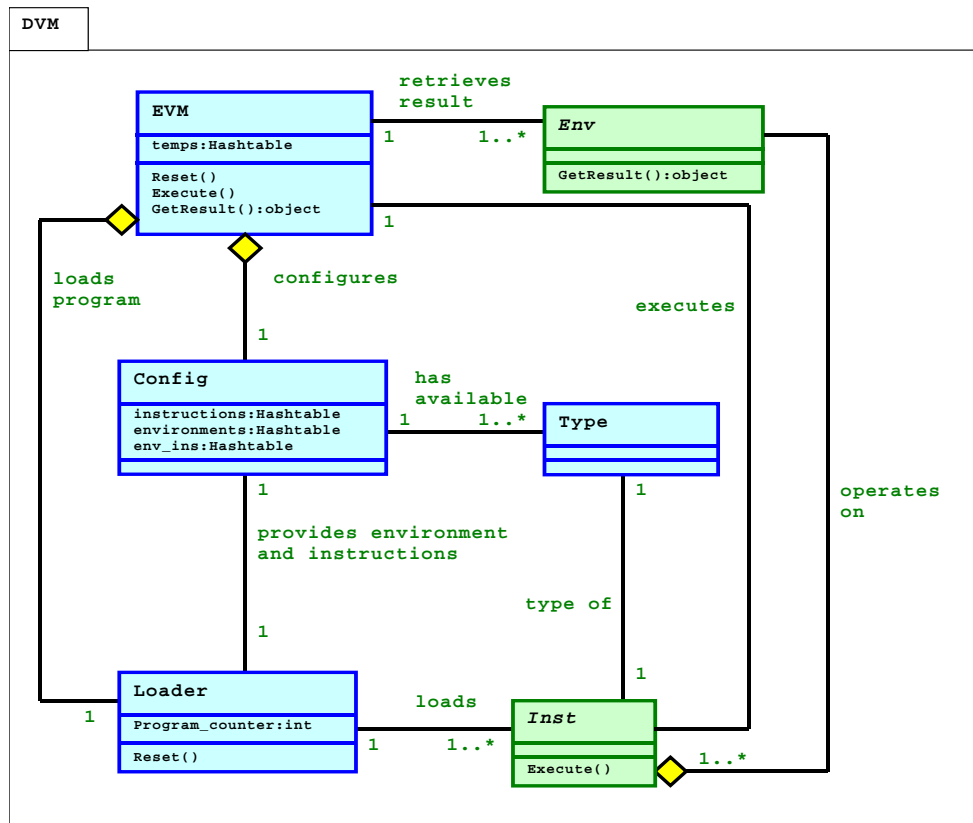 DVM
retrieves
result
EVM
temps:Hashtable
Reset()
Execute()
GetResult():object
1
1..*
Env
GetResult():object
1
loads
program
configures
executes
1
Config
instructions:Hashtable
environments:Hashtable
env_ins:Hashtable
has
available
1
1..*
Type
1
1
operates
on
provides environment
and instructions
type of
1
1
Loader
Program_counter:int
Reset()
1
loads
1
1..*
Inst
Execute()
1..*